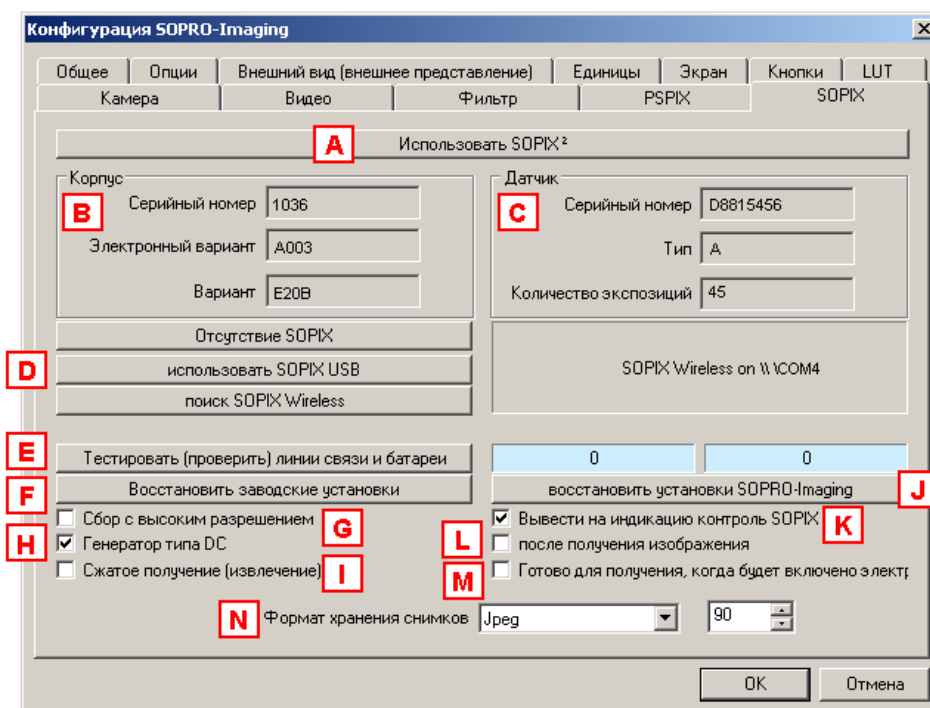 Конфигурация SOPRO-Imaging
Общее Опции Внешний вид (внешнее представление) Единицы Экран Кнопки LUT
Камера Видео Фильтр PSPIX SOPIX
A Использовать SOPIX²
Корпус Датчик
B Серийный номер 1036 C Серийный номер D8815456
Электронный вариант A003 Тип A
Вариант E20B Количество экспозиций 45
Отсутствие SOPIX
D использовать SOPIX USB SOPIX Wireless on \\.\COM4
поиск SOPIX Wireless
E Тестировать (проверить) линии связи и батареи 0 0
F Восстановить заводские установки восстановить установки SOPRO-Imaging J
Сбор с высоким разрешением G Вывести на индикацию контроль SOPIX K
H Генератор типа DC L после получения изображения
Сжатое получение (извлечение) I M Готово для получения, когда будет включено электр
N Формат хранения снимков Jpeg 90
OK Отмена